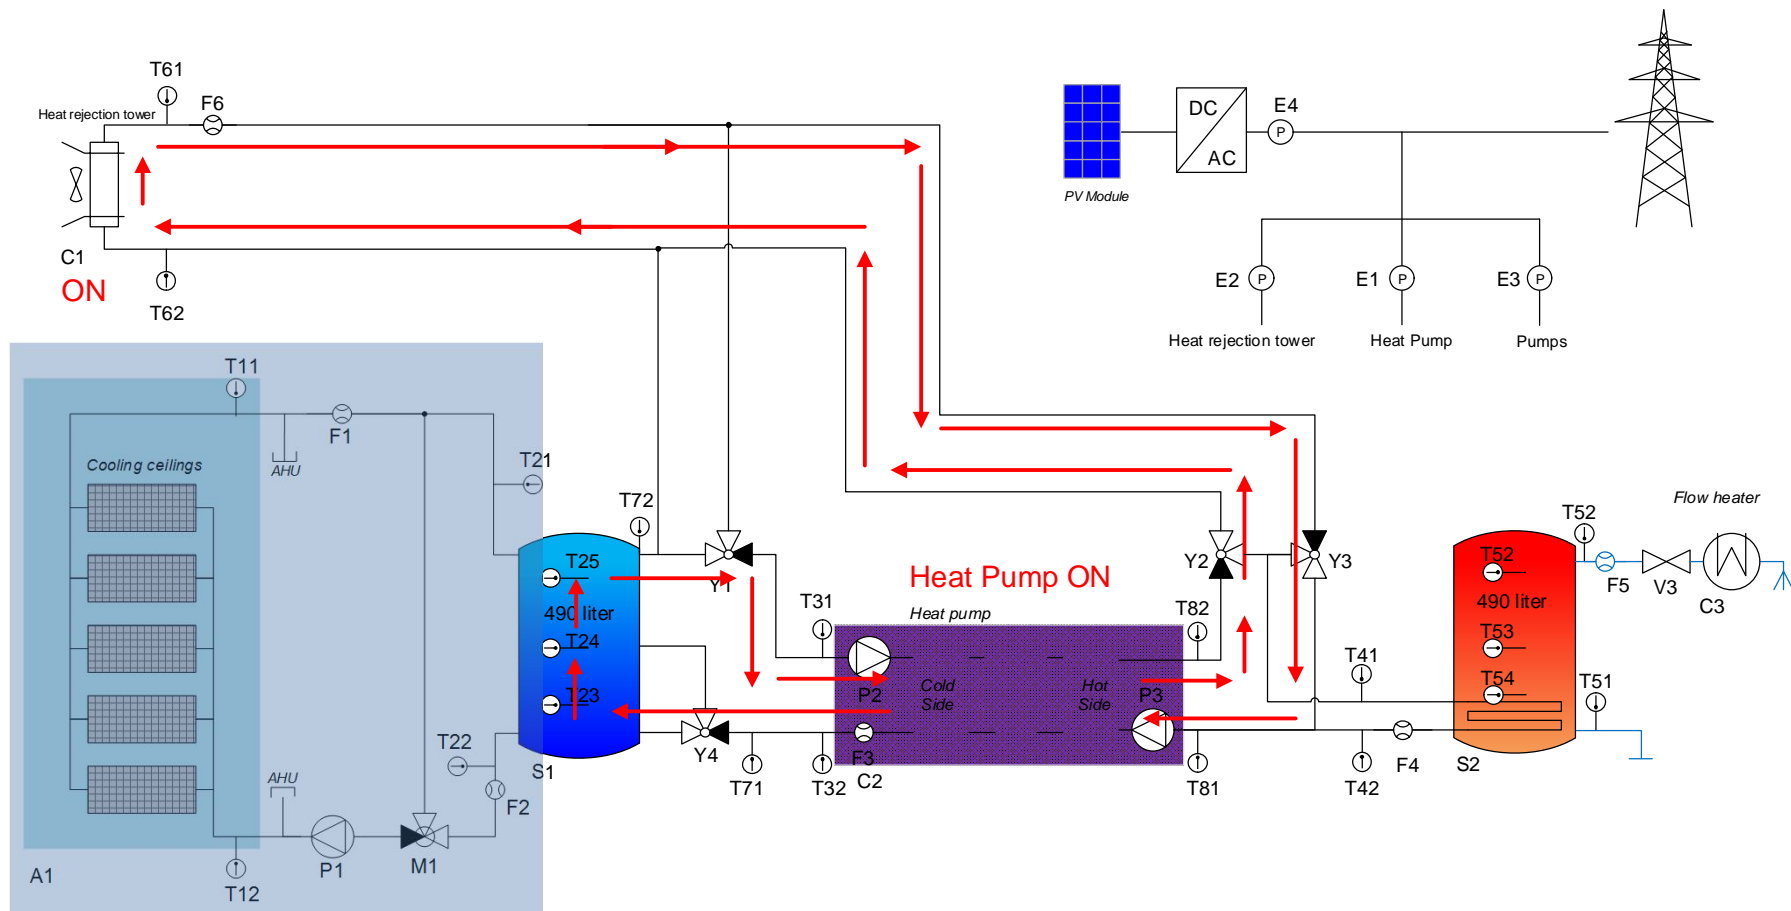 T61
F6
Heat rejection tower
C1
ON
T62
DC
AC
E4
P
PV Module
E2
P
E1
P
E3
P
Heat rejection tower
Heat Pump
Pumps
T11
F1
AHU
T21
Cooling ceilings
T72
T25
490 liter
T24
T23
T22
S1
F2
AHU
P1
M1
T12
A1
Y1
Y4
T71
T31
T32
Heat Pump ON
Heat pump
P2
Cold
Side
Hot
Side
P3
F3
C2
Y2
Y3
T82
T81
T41
T42
F4
T52
490 liter
T53
T54
S2
T52
F5
V3
C3
Flow heater
T51